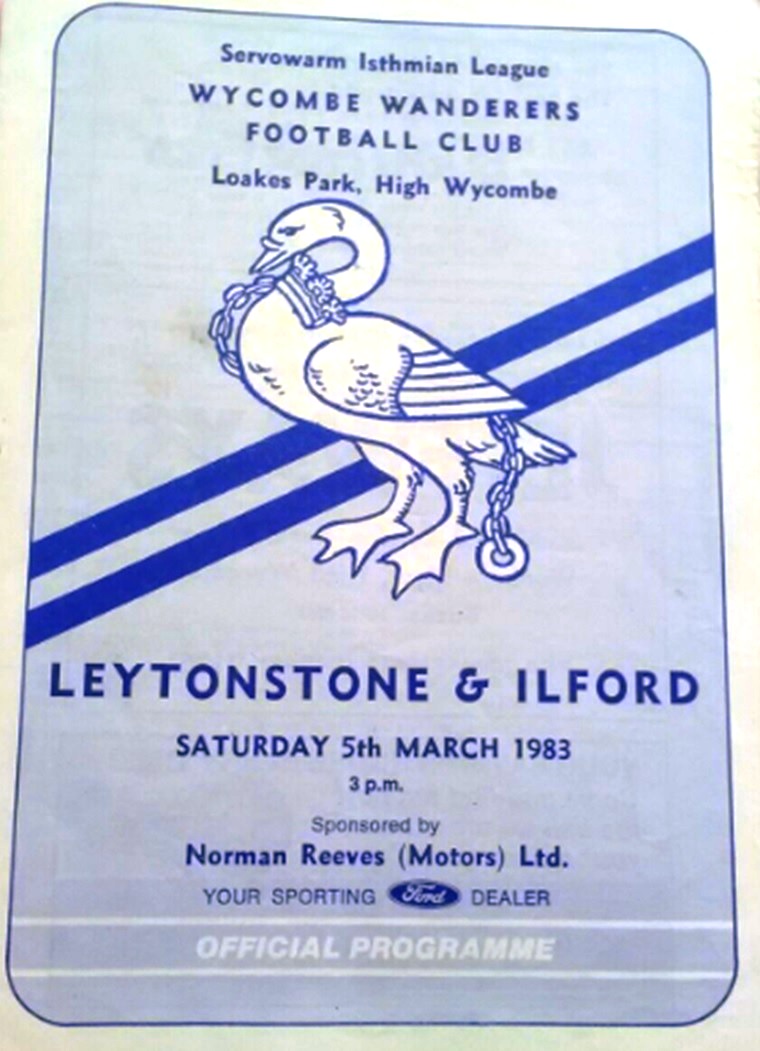 Servowarm Isthmian League
WYCOMBE WANDERERS
FOOTBALL CLUB
Loakes Park, High Wycombe
LEYTONSTONE & ILFORD
SATURDAY 5th MARCH 1983
3 p.m.
Sponsored by
Norman Reeves (Motors) Ltd.
YOUR SPORTING Ford DEALER
OFFICIAL PROGRAMME